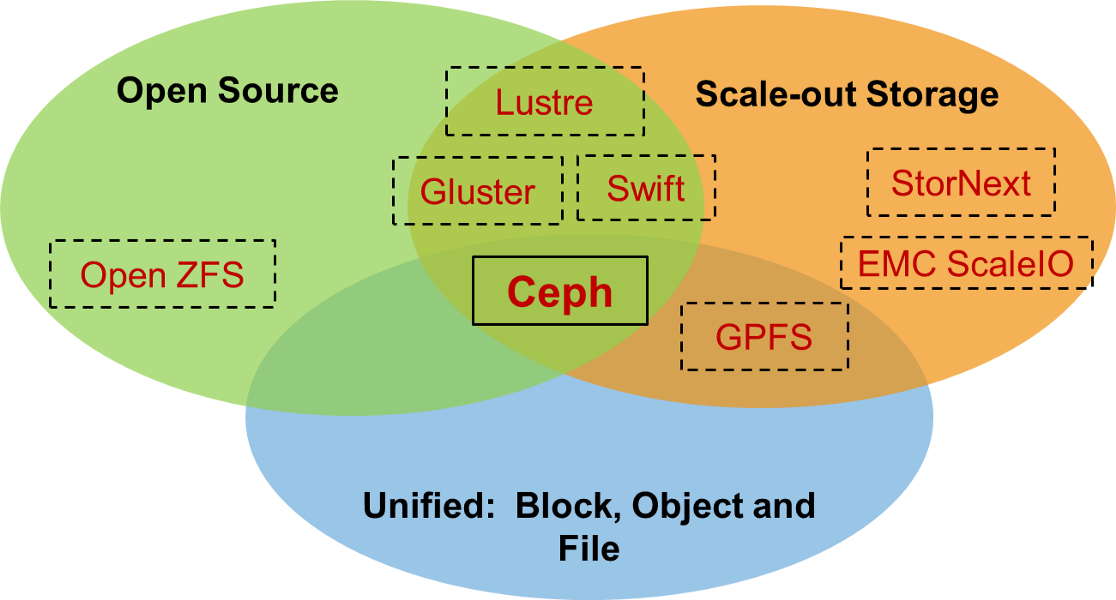 Open Source
Scale-out Storage
Lustre
Gluster
Swift
StorNext
Open ZFS
EMC ScaleIO
Ceph
GPFS
Unified:  Block, Object and
File